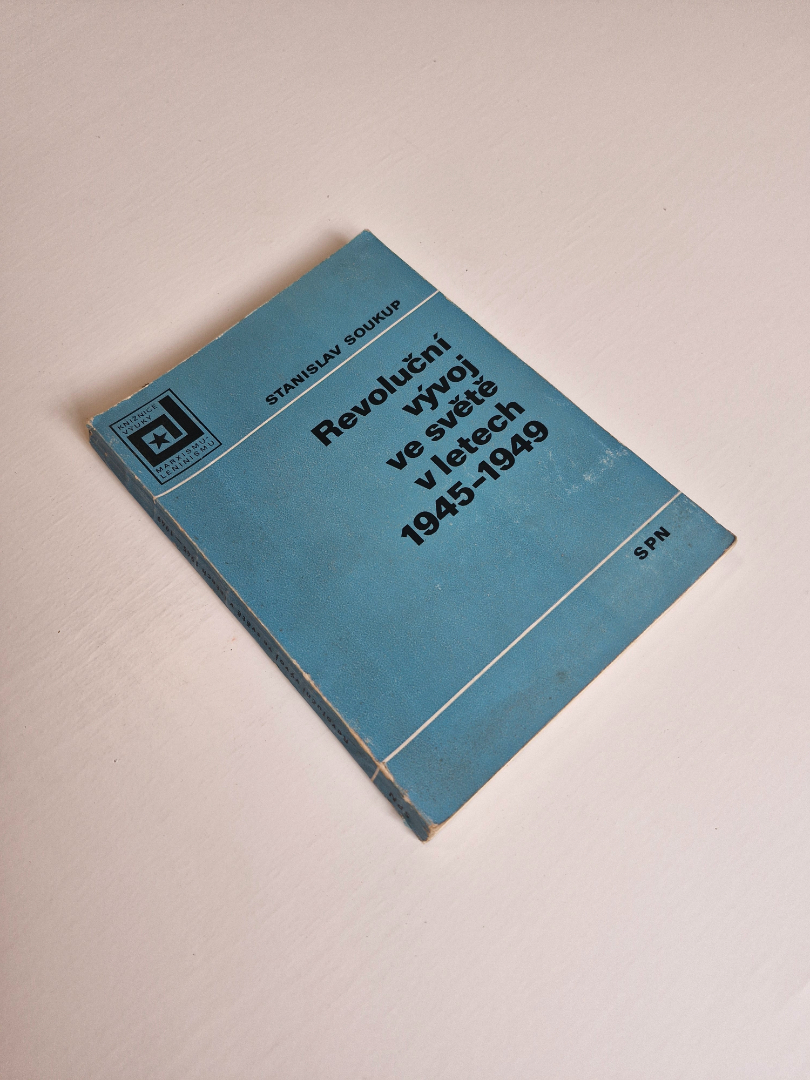 STANISLAV SOUKUP
KNIŽNICE
VÝUKY
MARXISMU-
LENINISMU
Revoluční
vývoj
ve světě
v letech
1945-1949
SPN